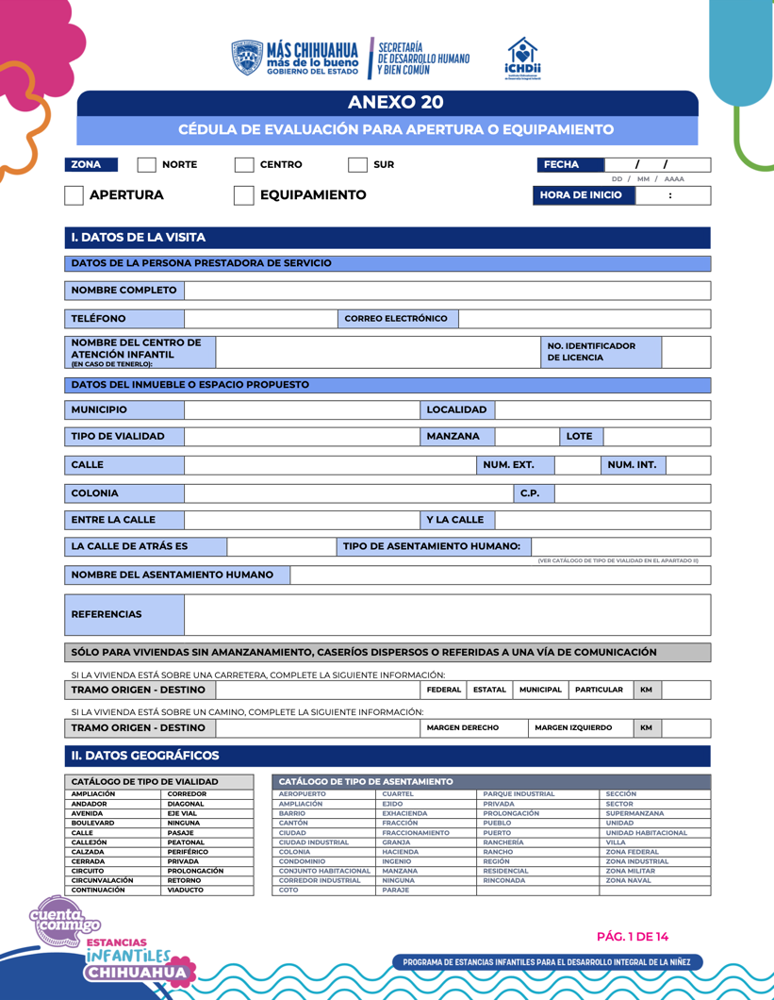 MÁS CHIHUAHUA
más de lo bueno
GOBIERNO DEL ESTADO
SECRETARÍA
DE DESARROLLO HUMANO
Y BIEN COMÚN
iCHDii
ANEXO 20
CÉDULA DE EVALUACIÓN PARA APERTURA O EQUIPAMIENTO
ZONA NORTE CENTRO SUR FECHA / /
DD / MM / AAAA
APERTURA EQUIPAMIENTO HORA DE INICIO :
I. DATOS DE LA VISITA
DATOS DE LA PERSONA PRESTADORA DE SERVICIO
NOMBRE COMPLETO
TELÉFONO CORREO ELECTRÓNICO
NOMBRE DEL CENTRO DE
ATENCIÓN INFANTIL
(EN CASO DE TENERLO):
NO. IDENTIFICADOR
DE LICENCIA
DATOS DEL INMUEBLE O ESPACIO PROPUESTO
MUNICIPIO LOCALIDAD
TIPO DE VIALIDAD MANZANA LOTE
CALLE NUM. EXT. NUM. INT.
COLONIA C.P.
ENTRE LA CALLE Y LA CALLE
LA CALLE DE ATRÁS ES TIPO DE ASENTAMIENTO HUMANO:
(VER CATÁLOGO DE TIPO DE VIALIDAD EN EL APARTADO II)
NOMBRE DEL ASENTAMIENTO HUMANO
REFERENCIAS
SÓLO PARA VIVIENDAS SIN AMANZANAMIENTO, CASERÍOS DISPERSOS O REFERIDAS A UNA VÍA DE COMUNICACIÓN
SI LA VIVIENDA ESTÁ SOBRE UNA CARRETERA, COMPLETE LA SIGUIENTE INFORMACIÓN:
TRAMO ORIGEN - DESTINO FEDERAL ESTATAL MUNICIPAL PARTICULAR KM
SI LA VIVIENDA ESTÁ SOBRE UN CAMINO, COMPLETE LA SIGUIENTE INFORMACIÓN:
TRAMO ORIGEN - DESTINO MARGEN DERECHO MARGEN IZQUIERDO KM
II. DATOS GEOGRÁFICOS
CATÁLOGO DE TIPO DE VIALIDAD
AMPLIACIÓN CORREDOR
ANDADOR DIAGONAL
AVENIDA EJE VIAL
BOULEVARD NINGUNA
CALLE PASAJE
CALLEJÓN PEATONAL
CALZADA PERIFÉRICO
CERRADA PRIVADA
CIRCUITO PROLONGACIÓN
CIRCUNVALACIÓN RETORNO
CONTINUACIÓN VIADUCTO
CATÁLOGO DE TIPO DE ASENTAMIENTO
AEROPUERTO CUARTEL PARQUE INDUSTRIAL SECCIÓN
AMPLIACIÓN EJIDO PRIVADA SECTOR
BARRIO EXHACIENDA PROLONGACIÓN SUPERMANZANA
CANTÓN FRACCIÓN PUEBLO UNIDAD
CIUDAD FRACCIONAMIENTO PUERTO UNIDAD HABITACIONAL
CIUDAD INDUSTRIAL GRANJA RANCHERÍA VILLA
COLONIA HACIENDA RANCHO ZONA FEDERAL
CONDOMINIO INGENIO REGIÓN ZONA INDUSTRIAL
CONJUNTO HABITACIONAL MANZANA RESIDENCIAL ZONA MILITAR
CORREDOR INDUSTRIAL NINGUNA RINCONADA ZONA NAVAL
COTO PARAJE
cuenta
conmigo
ESTANCIAS
iNFANTiLES
CHIHUAHUA
PÁG. 1 DE 14
PROGRAMA DE ESTANCIAS INFANTILES PARA EL DESARROLLO INTEGRAL DE LA NIÑEZ